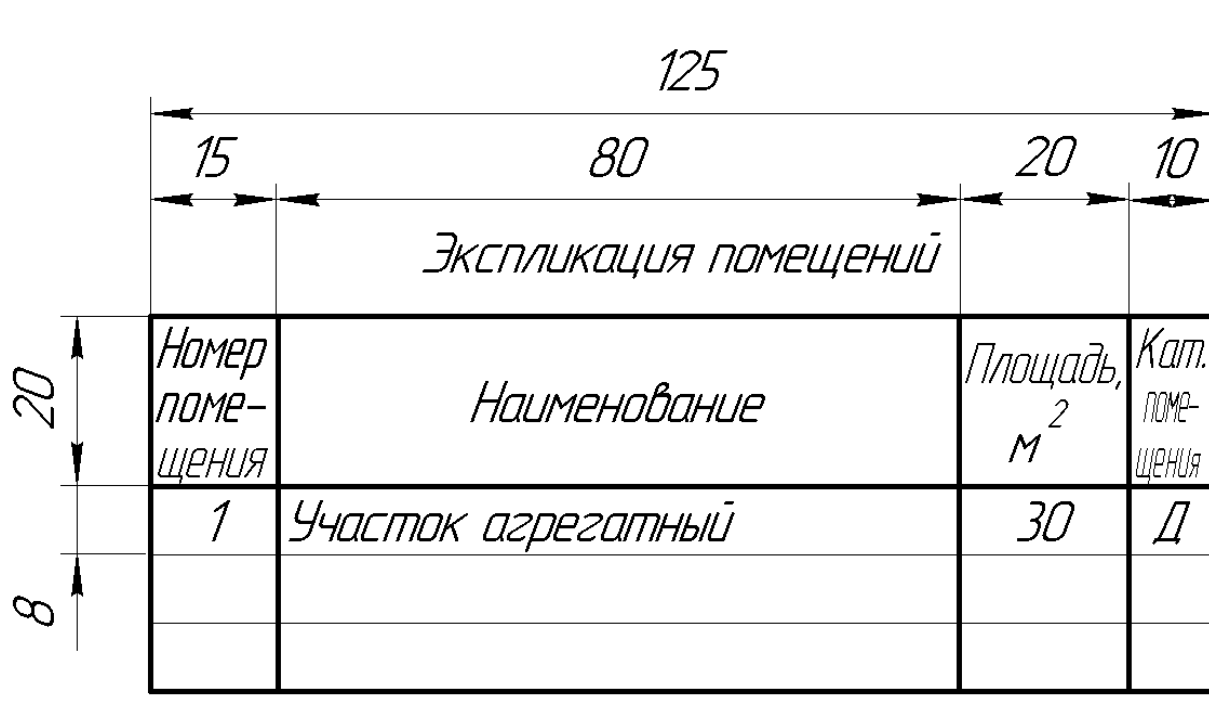 125
15 80 20 10
Экспликация помещений
20
Номер
поме-
щения
Наименование
Площадь,
м²
Кат.
поме-
щения
1 Участок агрегатный 30 Д
8